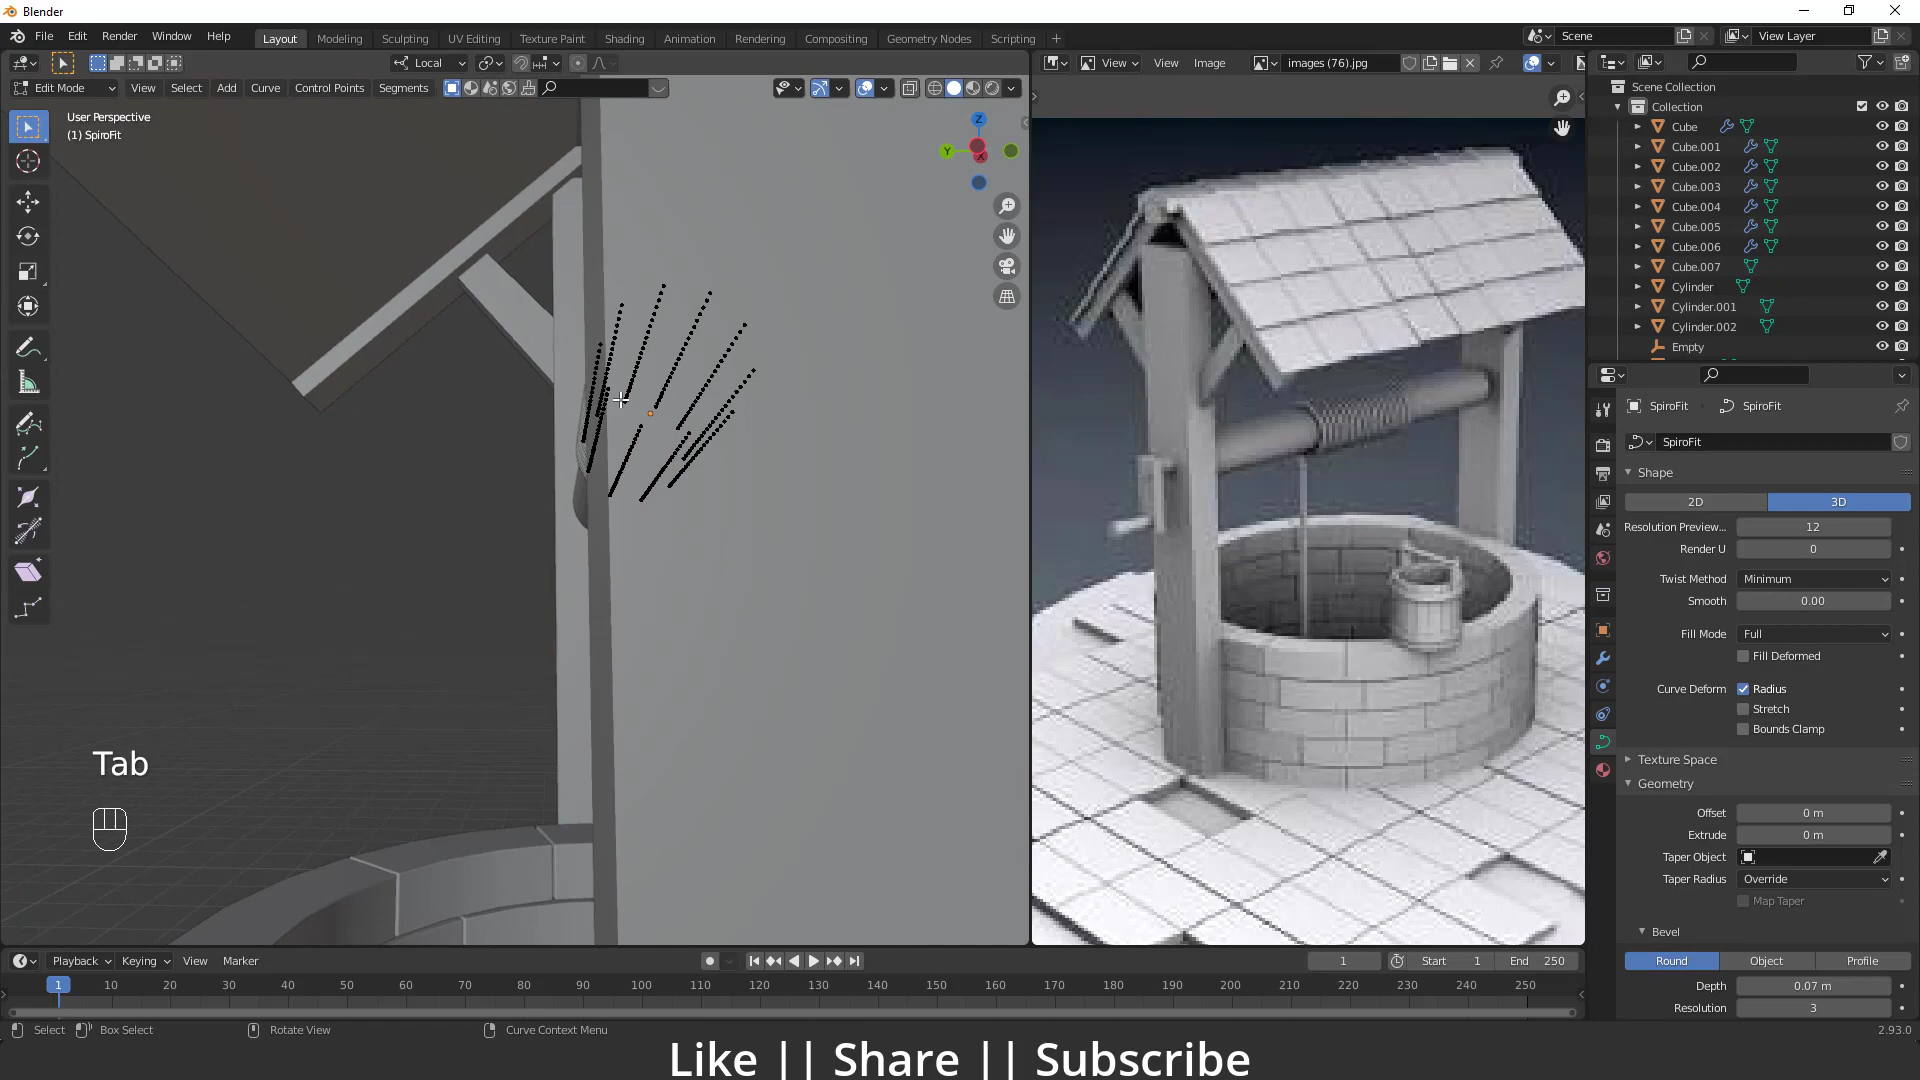 Blender
File Edit Render Window Help
Layout Modeling Sculpting UV Editing Texture Paint Shading Animation Rendering Compositing Geometry Nodes Scripting +
Scene
View Layer
Local
View View Image images (76).jpg
Edit Mode View Select Add Curve Control Points Segments
User Perspective
(1) SpiroFit
Z
Y
X
Scene Collection
Collection
Cube
Cube.001
Cube.002
Cube.003
Cube.004
Cube.005
Cube.006
Cube.007
Cylinder
Cylinder.001
Cylinder.002
Empty
SpiroFit SpiroFit
SpiroFit
Shape
2D 3D
Resolution Preview... 12
Render U 0
Twist Method Minimum
Smooth 0.00
Fill Mode Full
Fill Deformed
Curve Deform Radius
Stretch
Bounds Clamp
Texture Space
Geometry
Offset 0 m
Extrude 0 m
Taper Object
Taper Radius Override
Map Taper
Bevel
Round Object Profile
Depth 0.07 m
Resolution 3
Tab
Playback Keying View Marker
1 Start 1 End 250
1 10 20 30 40 50 60 70 80 90 100 110 120 130 140 150 160 170 180 190 200 210 220 230 240 250
Select Box Select Rotate View Curve Context Menu
2.93.0
Like || Share || Subscribe